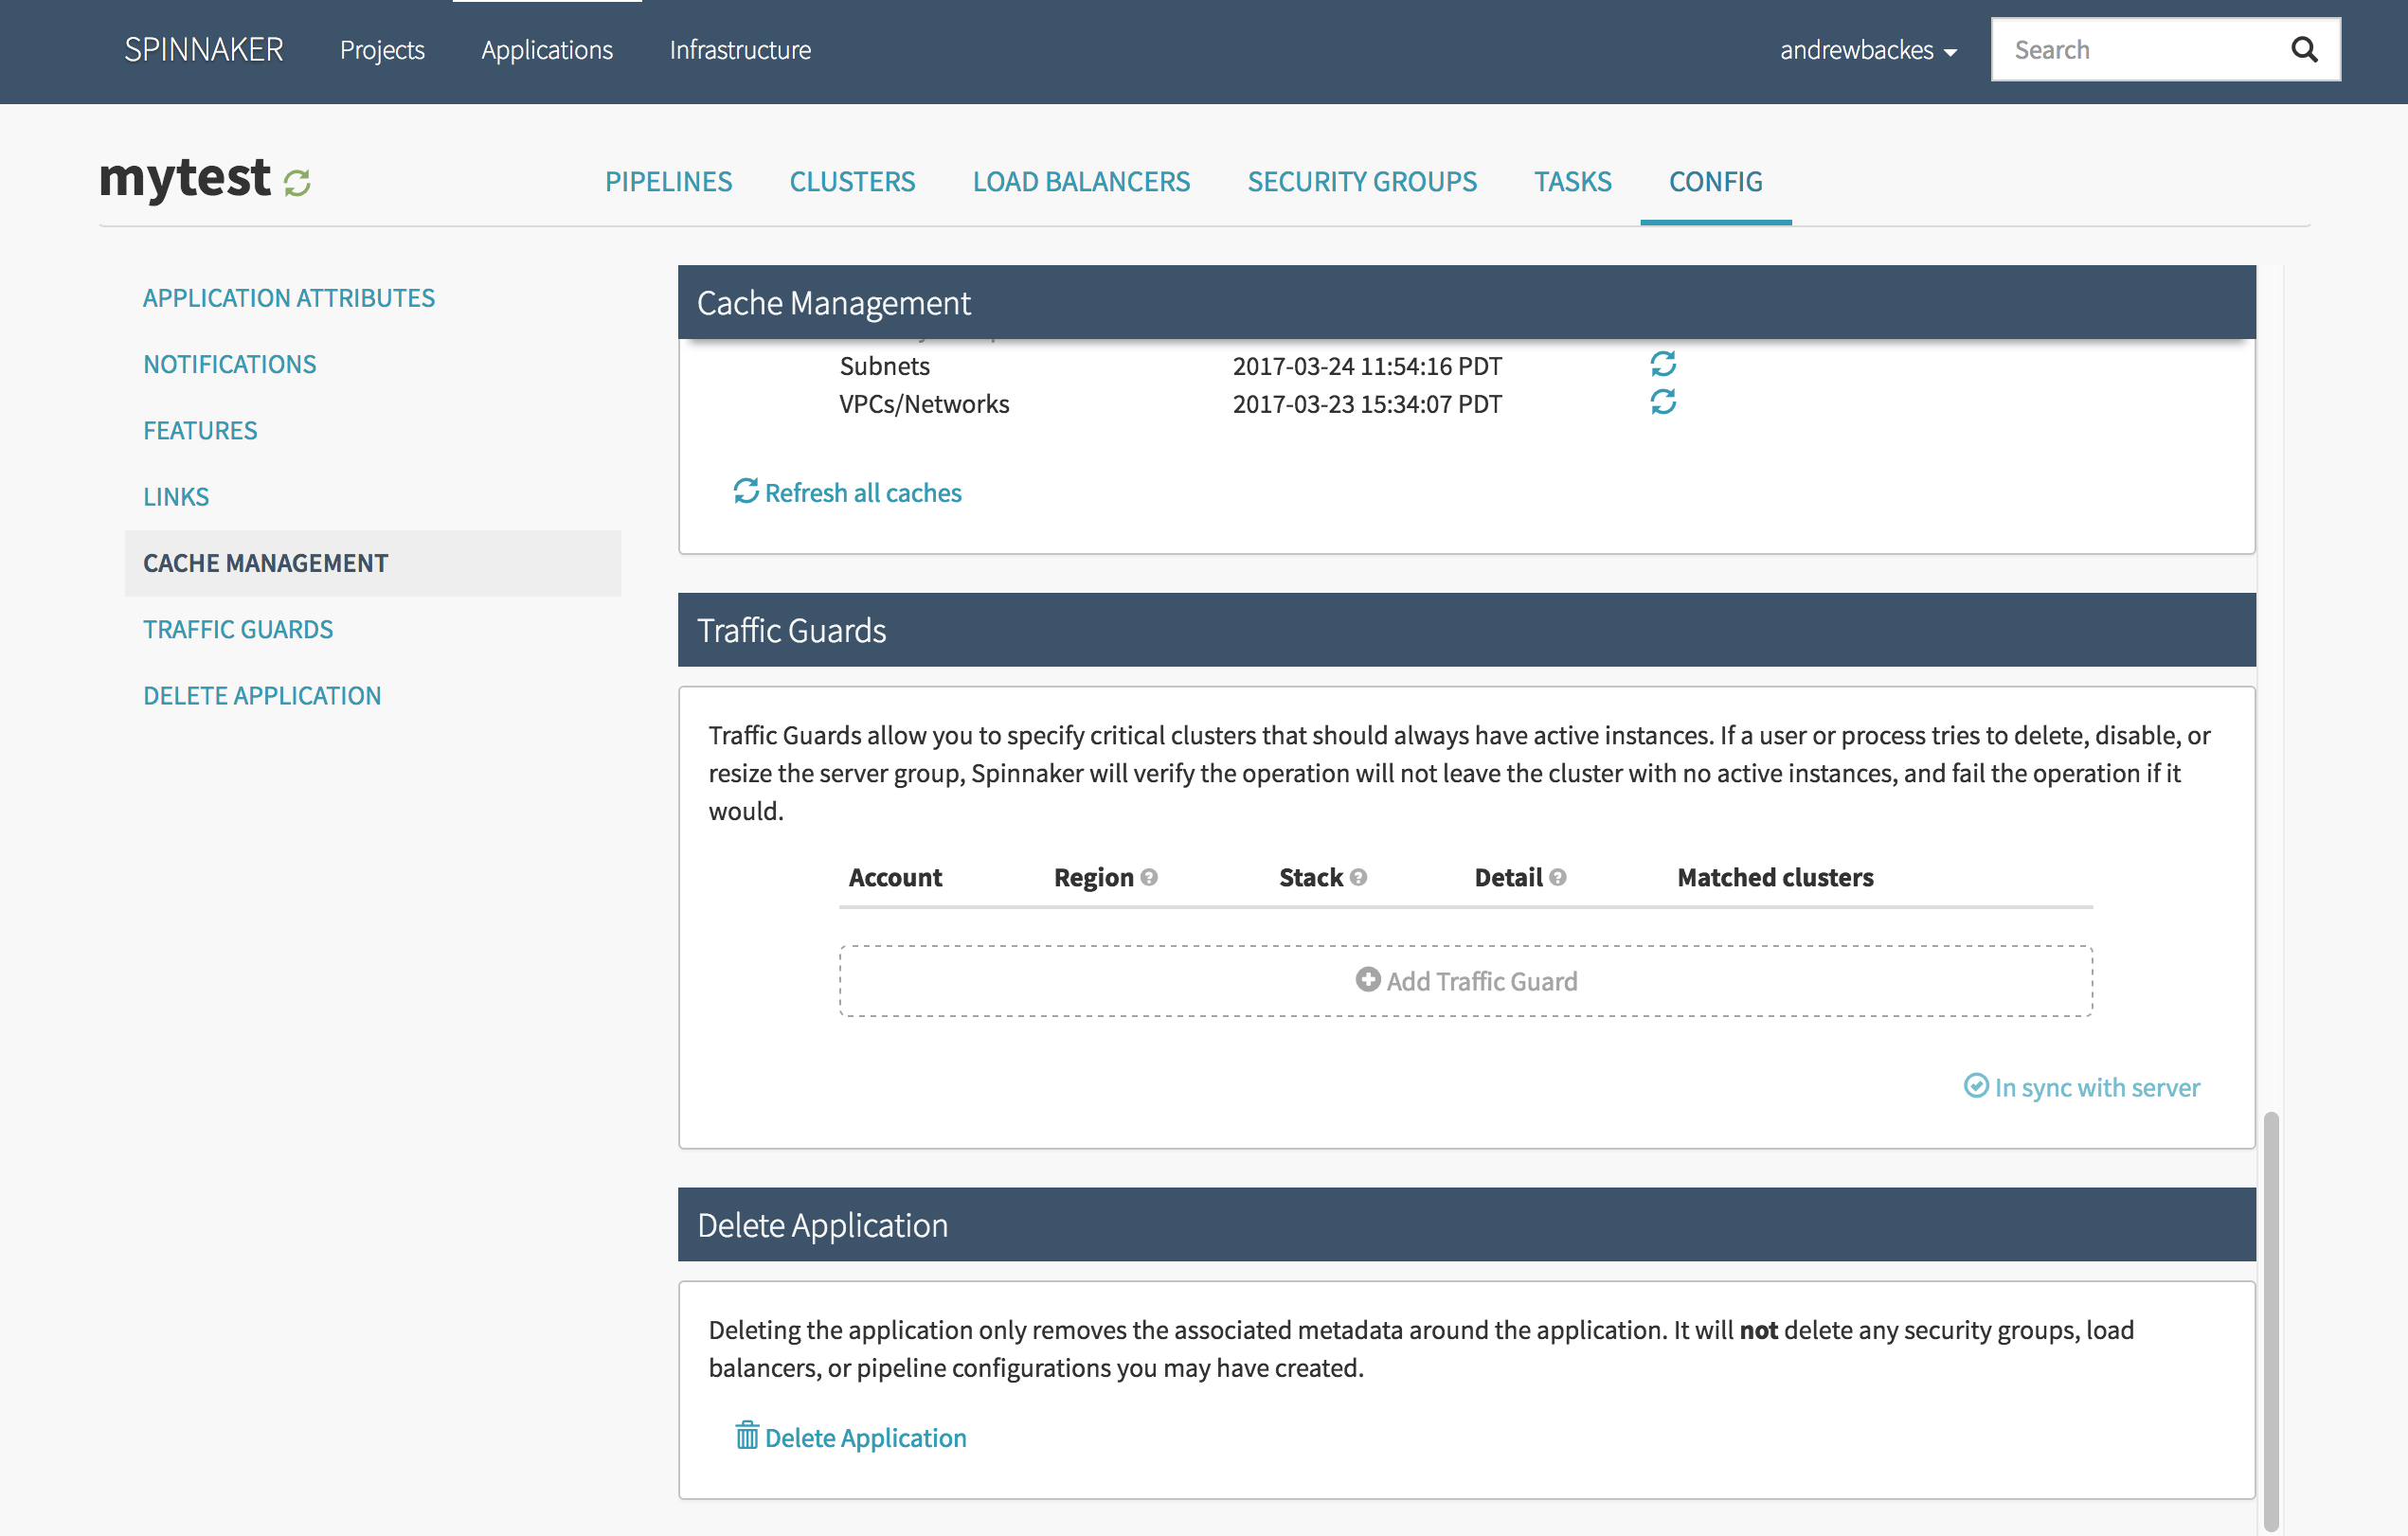 SPINNAKER Projects Applications Infrastructure andrewbackes Search
mytest PIPELINES CLUSTERS LOAD BALANCERS SECURITY GROUPS TASKS CONFIG
APPLICATION ATTRIBUTES
NOTIFICATIONS
FEATURES
LINKS
CACHE MANAGEMENT
TRAFFIC GUARDS
DELETE APPLICATION
Cache Management
Subnets 2017-03-24 11:54:16 PDT
VPCs/Networks 2017-03-23 15:34:07 PDT
Refresh all caches
Traffic Guards
Traffic Guards allow you to specify critical clusters that should always have active instances. If a user or process tries to delete, disable, or
resize the server group, Spinnaker will verify the operation will not leave the cluster with no active instances, and fail the operation if it
would.
Account Region Stack Detail Matched clusters
Add Traffic Guard
In sync with server
Delete Application
Deleting the application only removes the associated metadata around the application. It will not delete any security groups, load
balancers, or pipeline configurations you may have created.
Delete Application